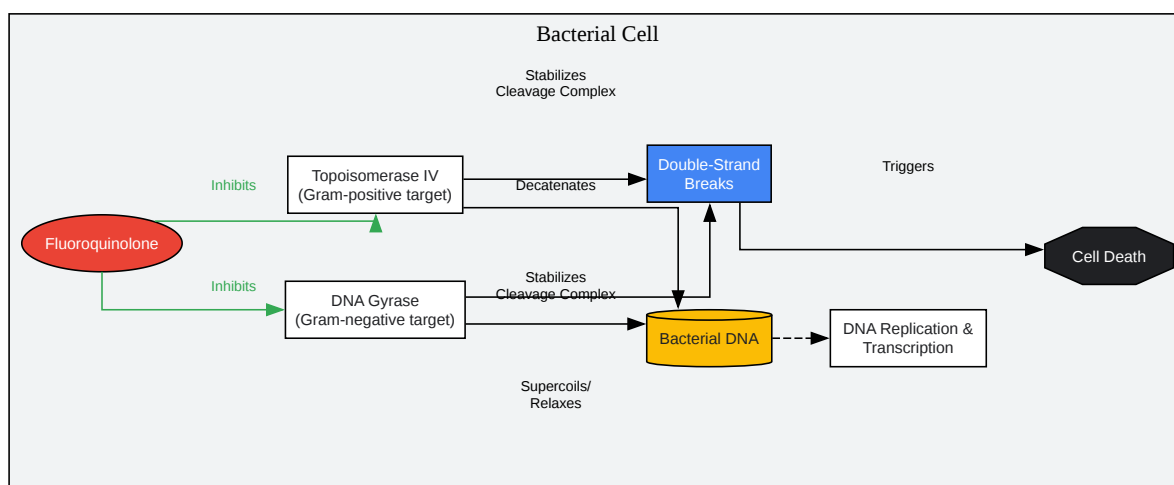 Bacterial Cell
Stabilizes
Cleavage Complex
Topoisomerase IV
(Gram-positive target)
Double-Strand
Breaks
Triggers
Inhibits
Decatenates
Fluoroquinolone
Cell Death
Inhibits
DNA Gyrase
(Gram-negative target)
Stabilizes
Cleavage Complex
Bacterial DNA
DNA Replication &
Transcription
Supercoils/
Relaxes